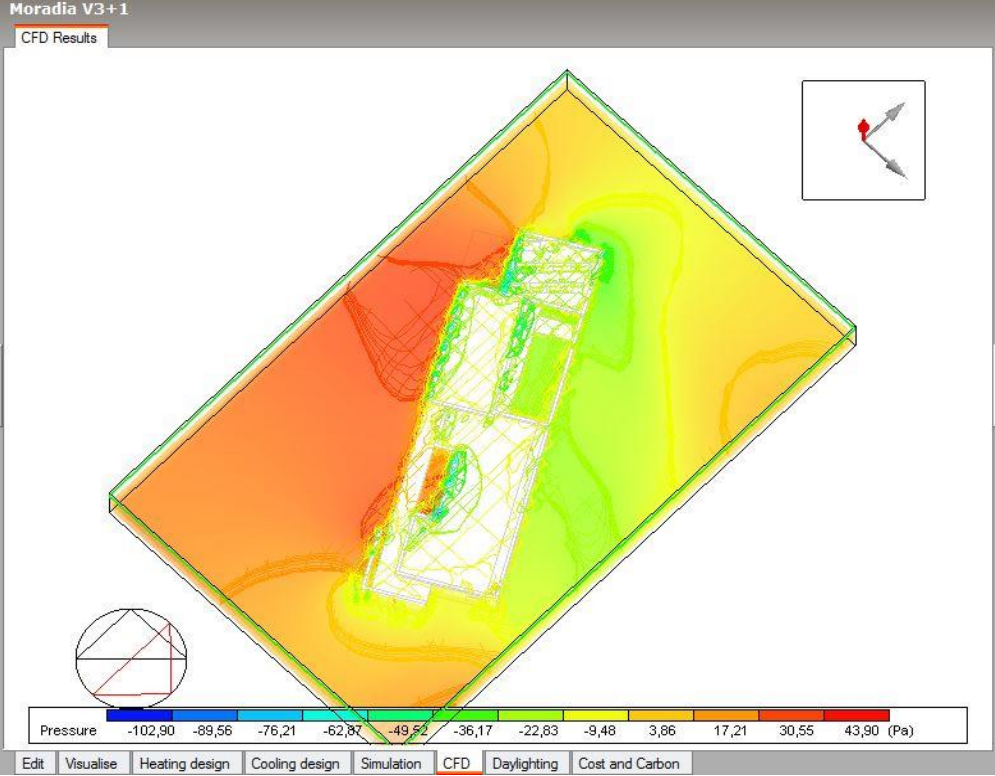 Moradia V3+1
CFD Results
Pressure -102,90 -89,56 -76,21 -62,87 -49,52 -36,17 -22,83 -9,48 3,86 17,21 30,55 43,90 (Pa)
Edit Visualise Heating design Cooling design Simulation CFD Daylighting Cost and Carbon